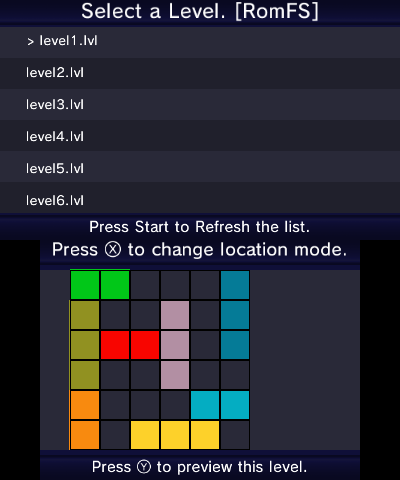 Select a Level. [RomFS]
> level1.lvl
level2.lvl
level3.lvl
level4.lvl
level5.lvl
level6.lvl
Press Start to Refresh the list.
Press Ⓧ to change location mode.
Press Ⓨ to preview this level.